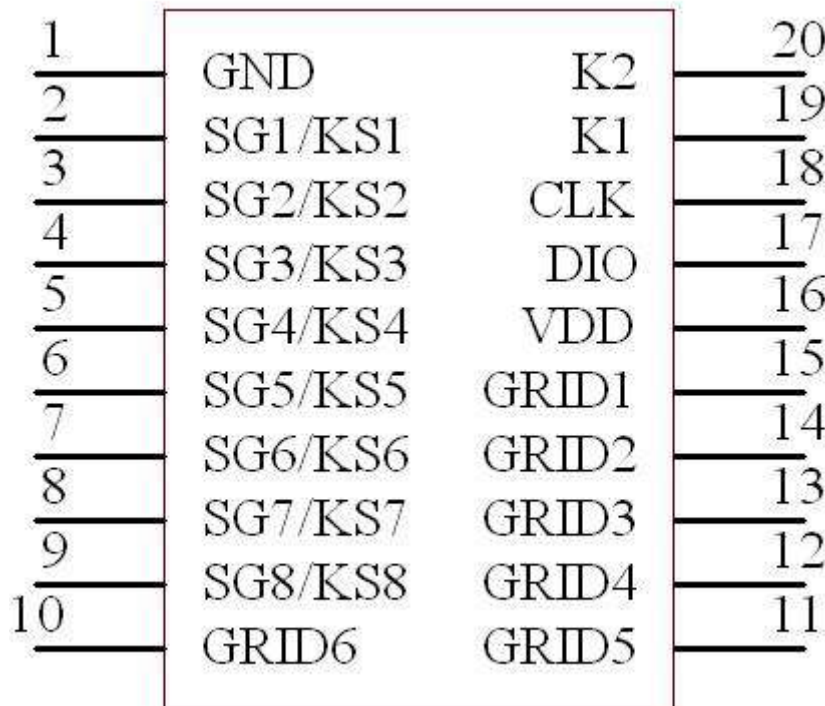 1 GND K2 20
2 SG1/KS1 K1 19
3 SG2/KS2 CLK 18
4 SG3/KS3 DIO 17
5 SG4/KS4 VDD 16
6 SG5/KS5 GRID1 15
7 SG6/KS6 GRID2 14
8 SG7/KS7 GRID3 13
9 SG8/KS8 GRID4 12
10 GRID6 GRID5 11